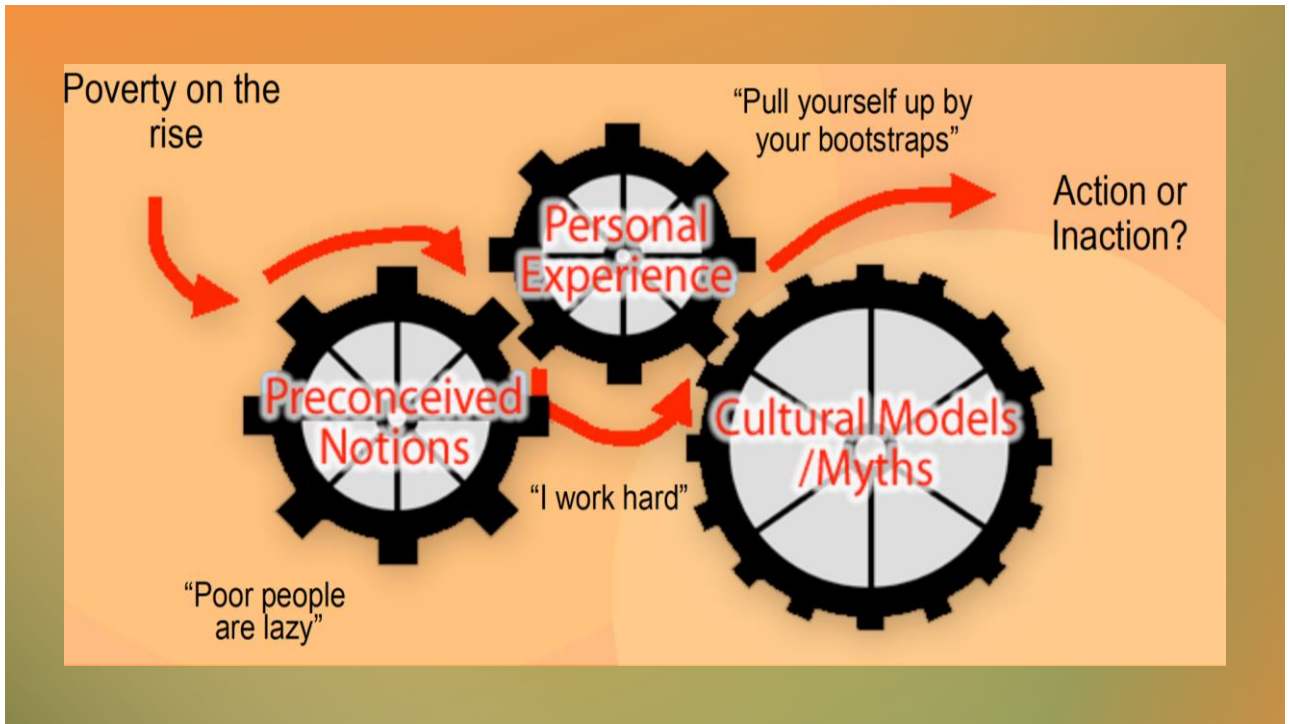 Poverty on the
rise
“Pull yourself up by
your bootstraps”
Action or
Inaction?
Personal
Experience
Preconceived
Notions
Cultural Models
/Myths
“I work hard”
“Poor people
are lazy”